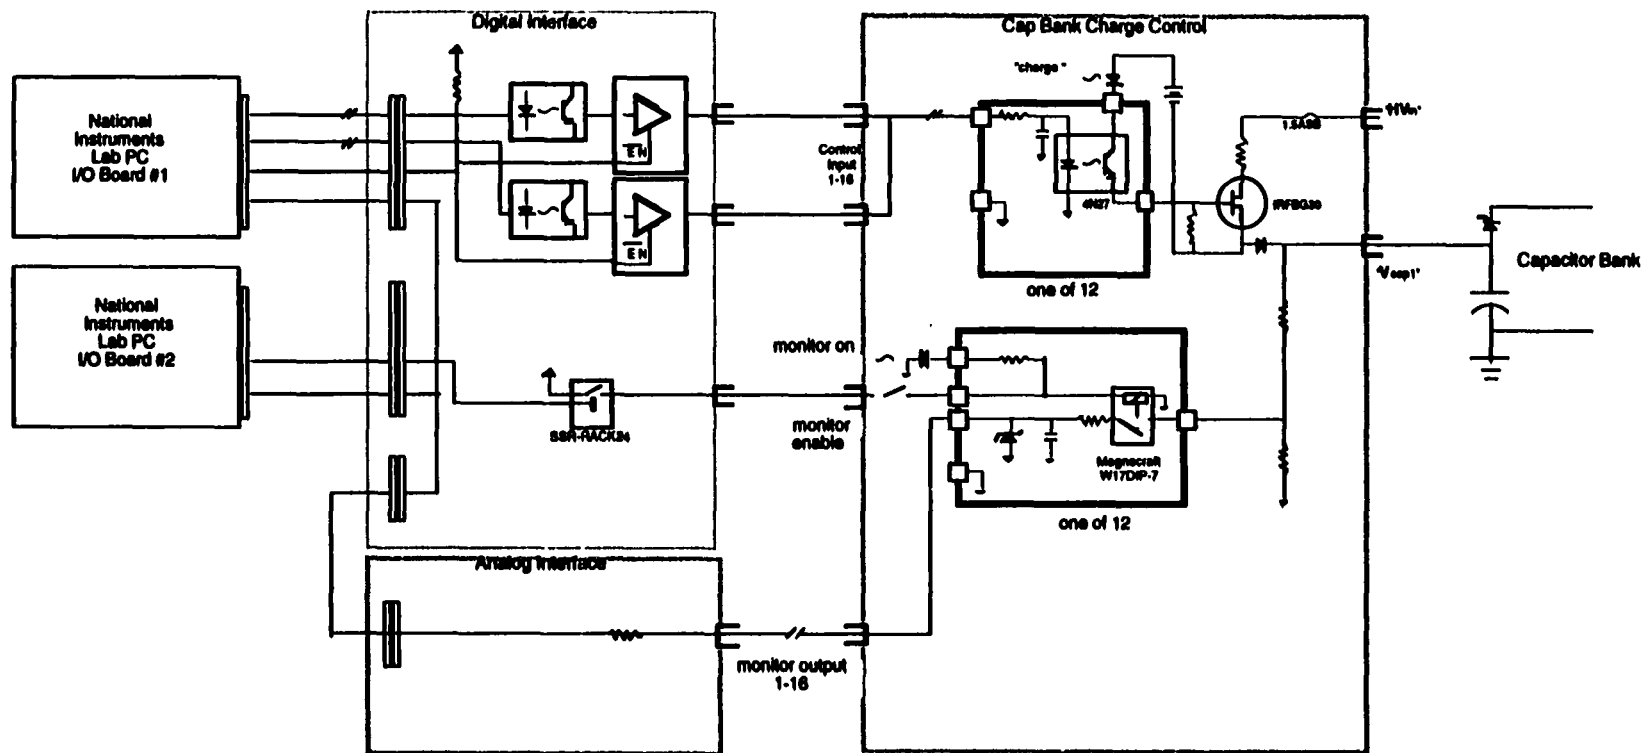 Digital Interface
Cap Bank Charge Control
"charge "
National
Instruments
Lab PC
I/O Board #1
EN
Control
Input
1-16
4N27
1.5ASB
"HVin"
IRFBG30
EN
one of 12
"Vcap1"
Capacitor Bank
National
Instruments
Lab PC
I/O Board #2
monitor on
SSR-RACK24
monitor
enable
Magnecraft
W17DIP-7
one of 12
Analog Interface
monitor output
1-16